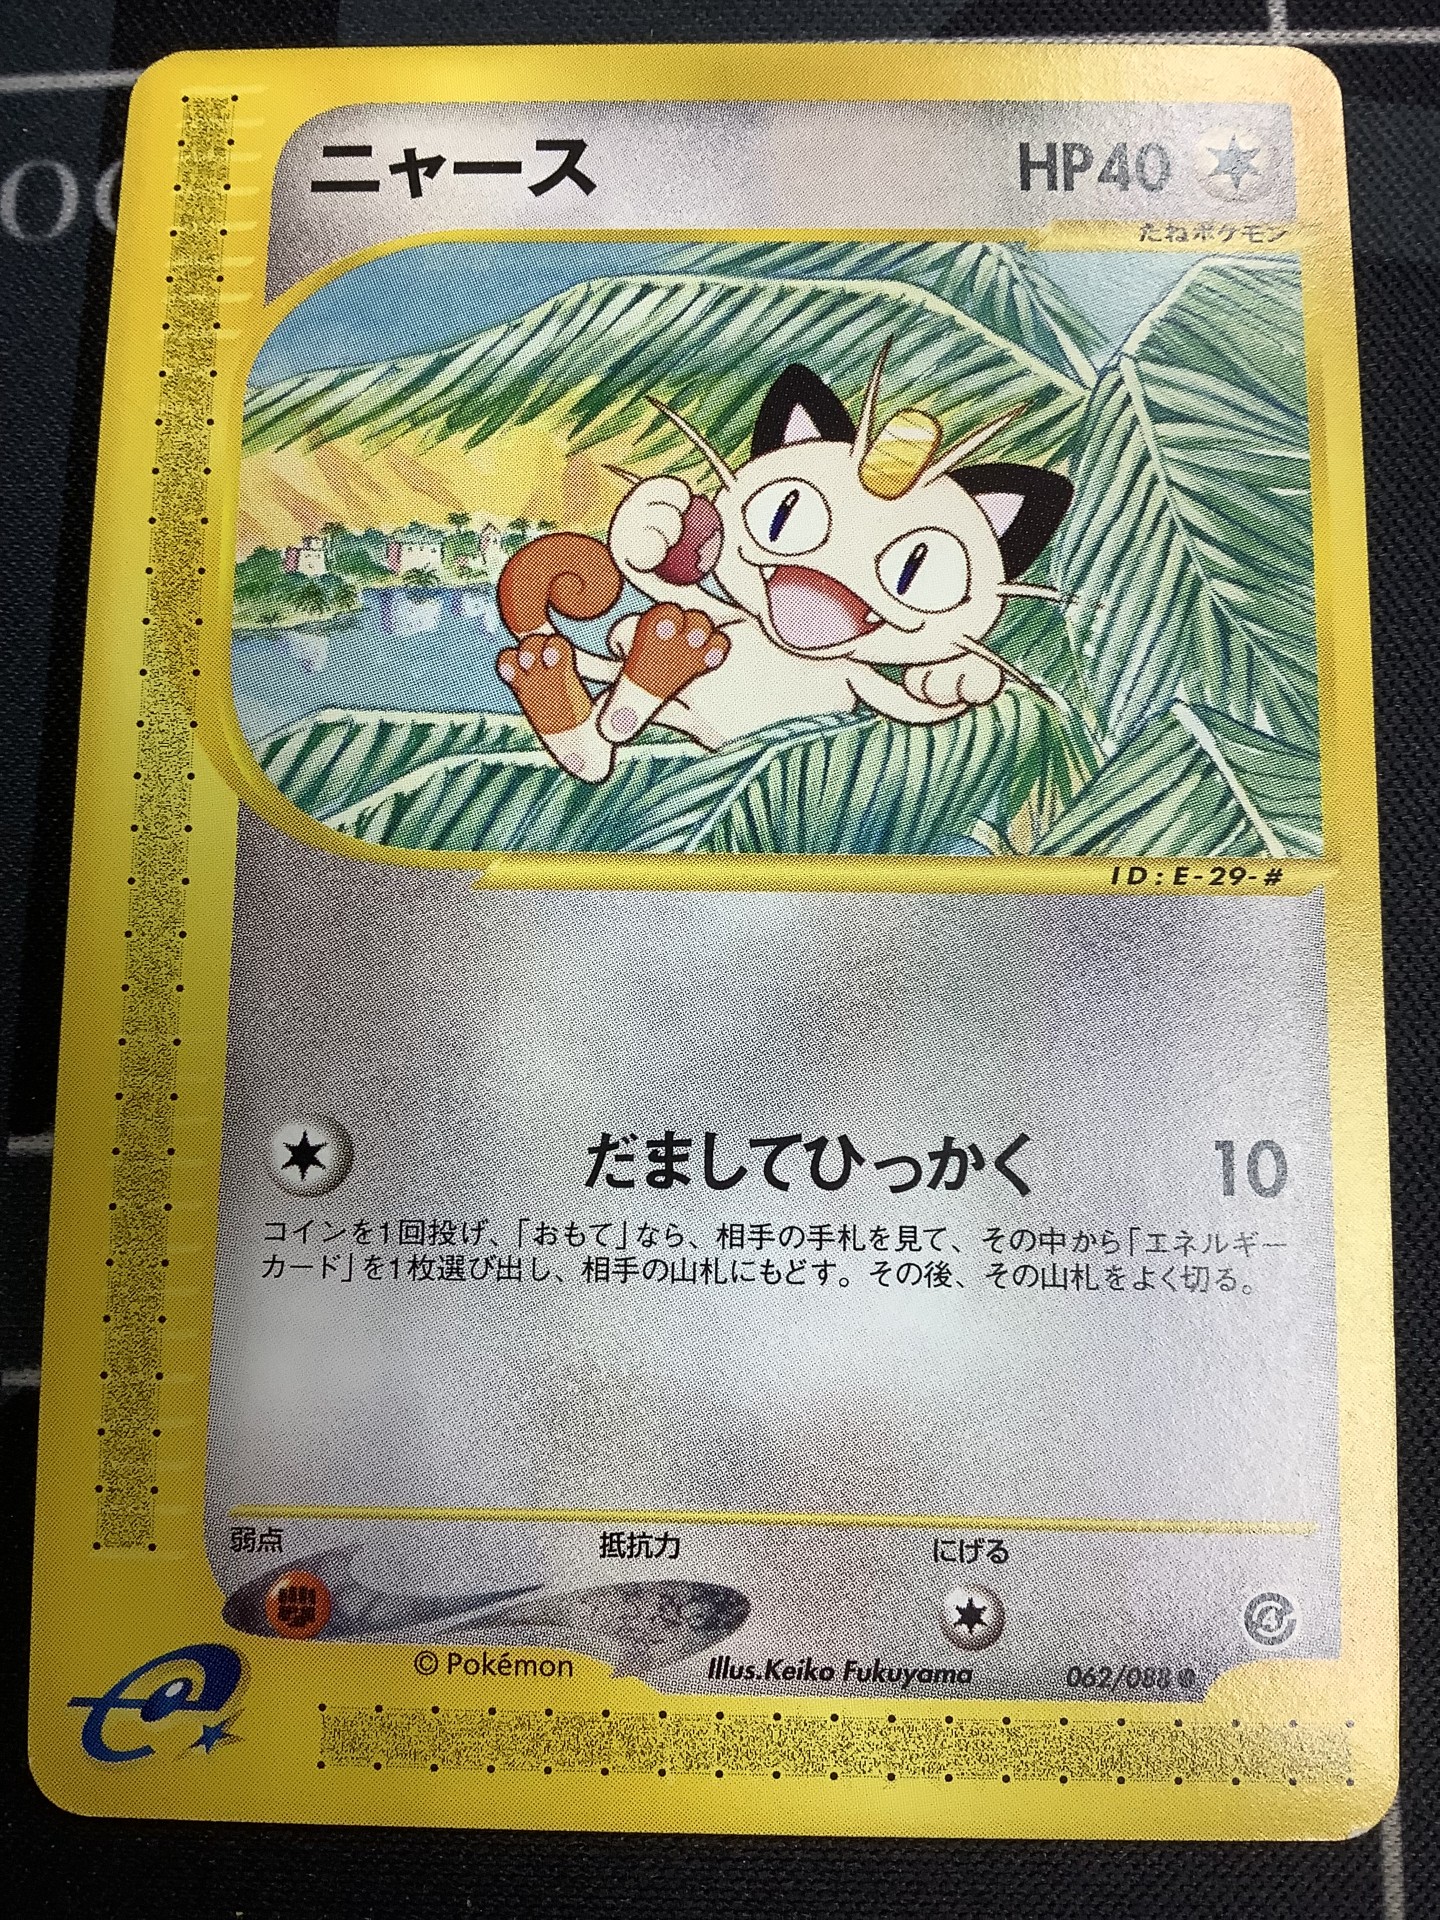 ニャース
HP40
たねポケモン
ID:E-29-#
だましてひっかく 10
コインを1回投げ、「おもて」なら、相手の手札を見て、その中から「エネルギー
カード」を1枚選び出し、相手の山札にもどす。その後、その山札をよく切る。
弱点 抵抗力 にげる
© Pokémon
Illus.Keiko Fukuyama
062/088